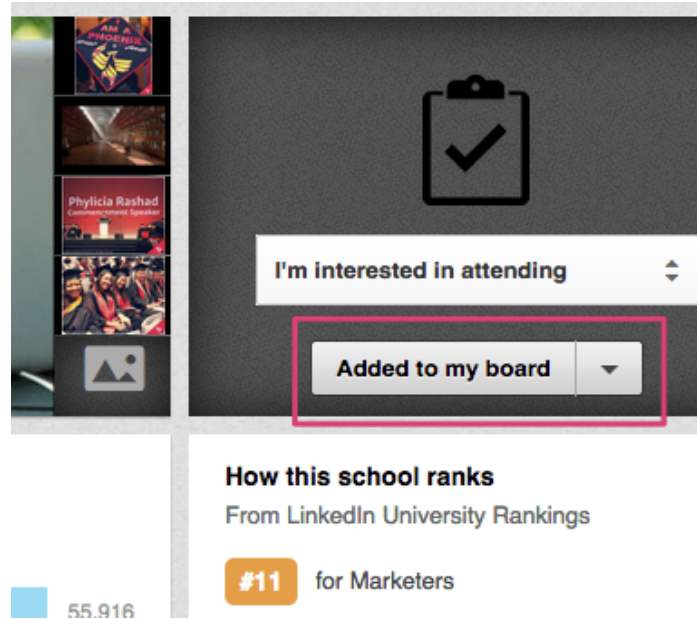 I AM A
PHOENIX
Phylicia Rashad
Commencement Speaker
I'm interested in attending
Added to my board
How this school ranks
From LinkedIn University Rankings
#11 for Marketers
55,916